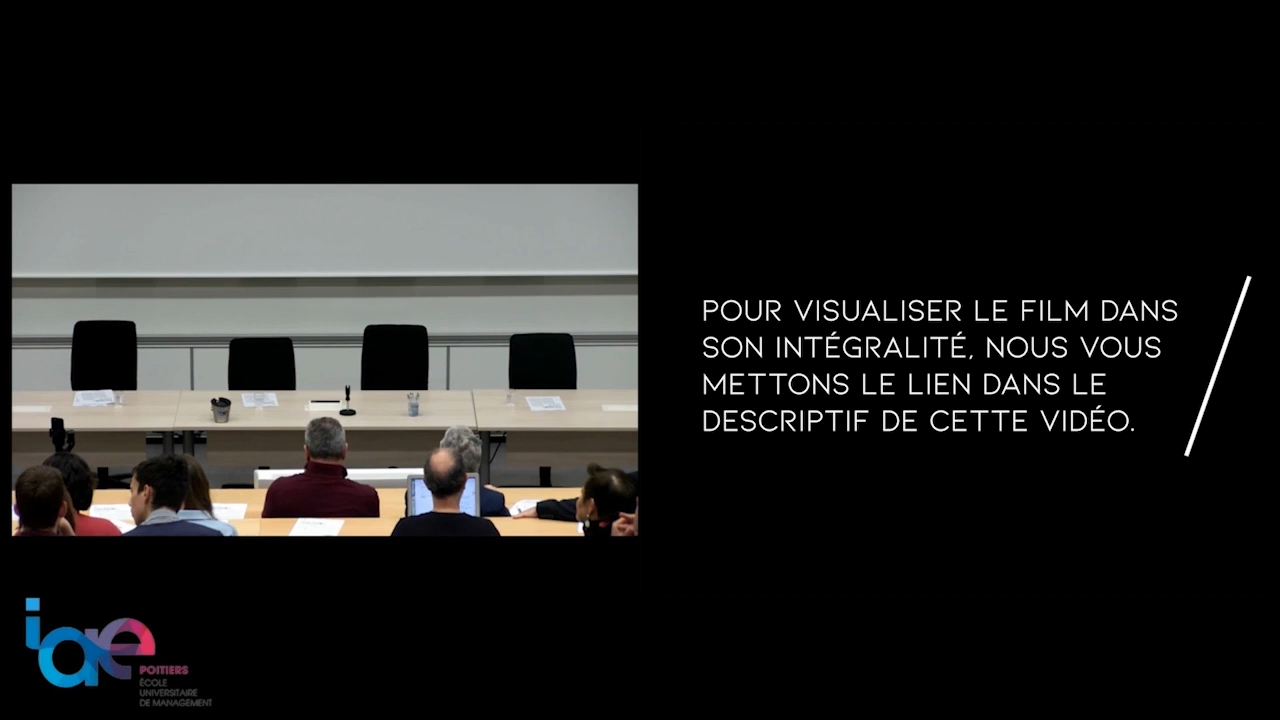 POUR VISUALISER LE FILM DANS
SON INTÉGRALITÉ, NOUS VOUS
METTONS LE LIEN DANS LE
DESCRIPTIF DE CETTE VIDÉO.
iae
POITIERS
ÉCOLE
UNIVERSITAIRE
DE MANAGEMENT